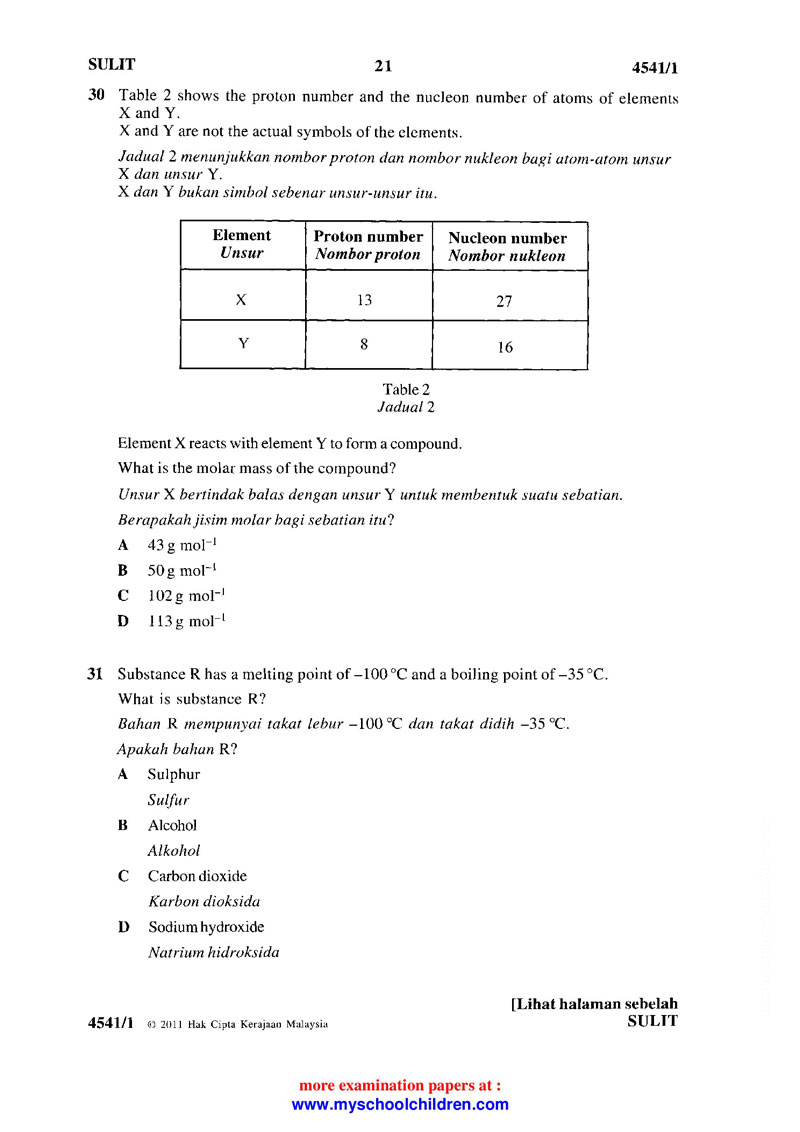 SULIT 21 4541/1
30 Table 2 shows the proton number and the nucleon number of atoms of elements
X and Y.
X and Y are not the actual symbols of the elements.
Jadual 2 menunjukkan nombor proton dan nombor nukleon bagi atom-atom unsur
X dan unsur Y.
X dan Y bukan simbol sebenar unsur-unsur itu.
Element Proton number Nucleon number
Unsur Nombor proton Nombor nukleon
X 13 27
Y 8 16
Table 2
Jadual 2
Element X reacts with element Y to form a compound.
What is the molar mass of the compound?
Unsur X bertindak balas dengan unsur Y untuk membentuk suatu sebatian.
Berapakah jisim molar bagi sebatian itu?
A 43 g mol⁻¹
B 50 g mol⁻¹
C 102 g mol⁻¹
D 113 g mol⁻¹
31 Substance R has a melting point of –100 °C and a boiling point of –35 °C.
What is substance R?
Bahan R mempunyai takat lebur –100 °C dan takat didih –35 °C.
Apakah bahan R?
A Sulphur
Sulfur
B Alcohol
Alkohol
C Carbon dioxide
Karbon dioksida
D Sodium hydroxide
Natrium hidroksida
[Lihat halaman sebelah
4541/1 © 2011 Hak Cipta Kerajaan Malaysia SULIT
more examination papers at :
www.myschoolchildren.com